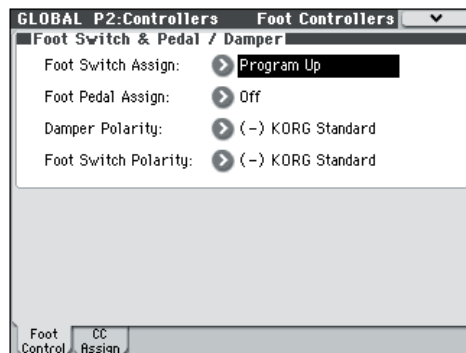 GLOBAL P2:Controllers Foot Controllers
Foot Switch & Pedal / Damper
Foot Switch Assign: Program Up
Foot Pedal Assign: Off
Damper Polarity: (-) KORG Standard
Foot Switch Polarity: (-) KORG Standard
Foot Control CC Assign